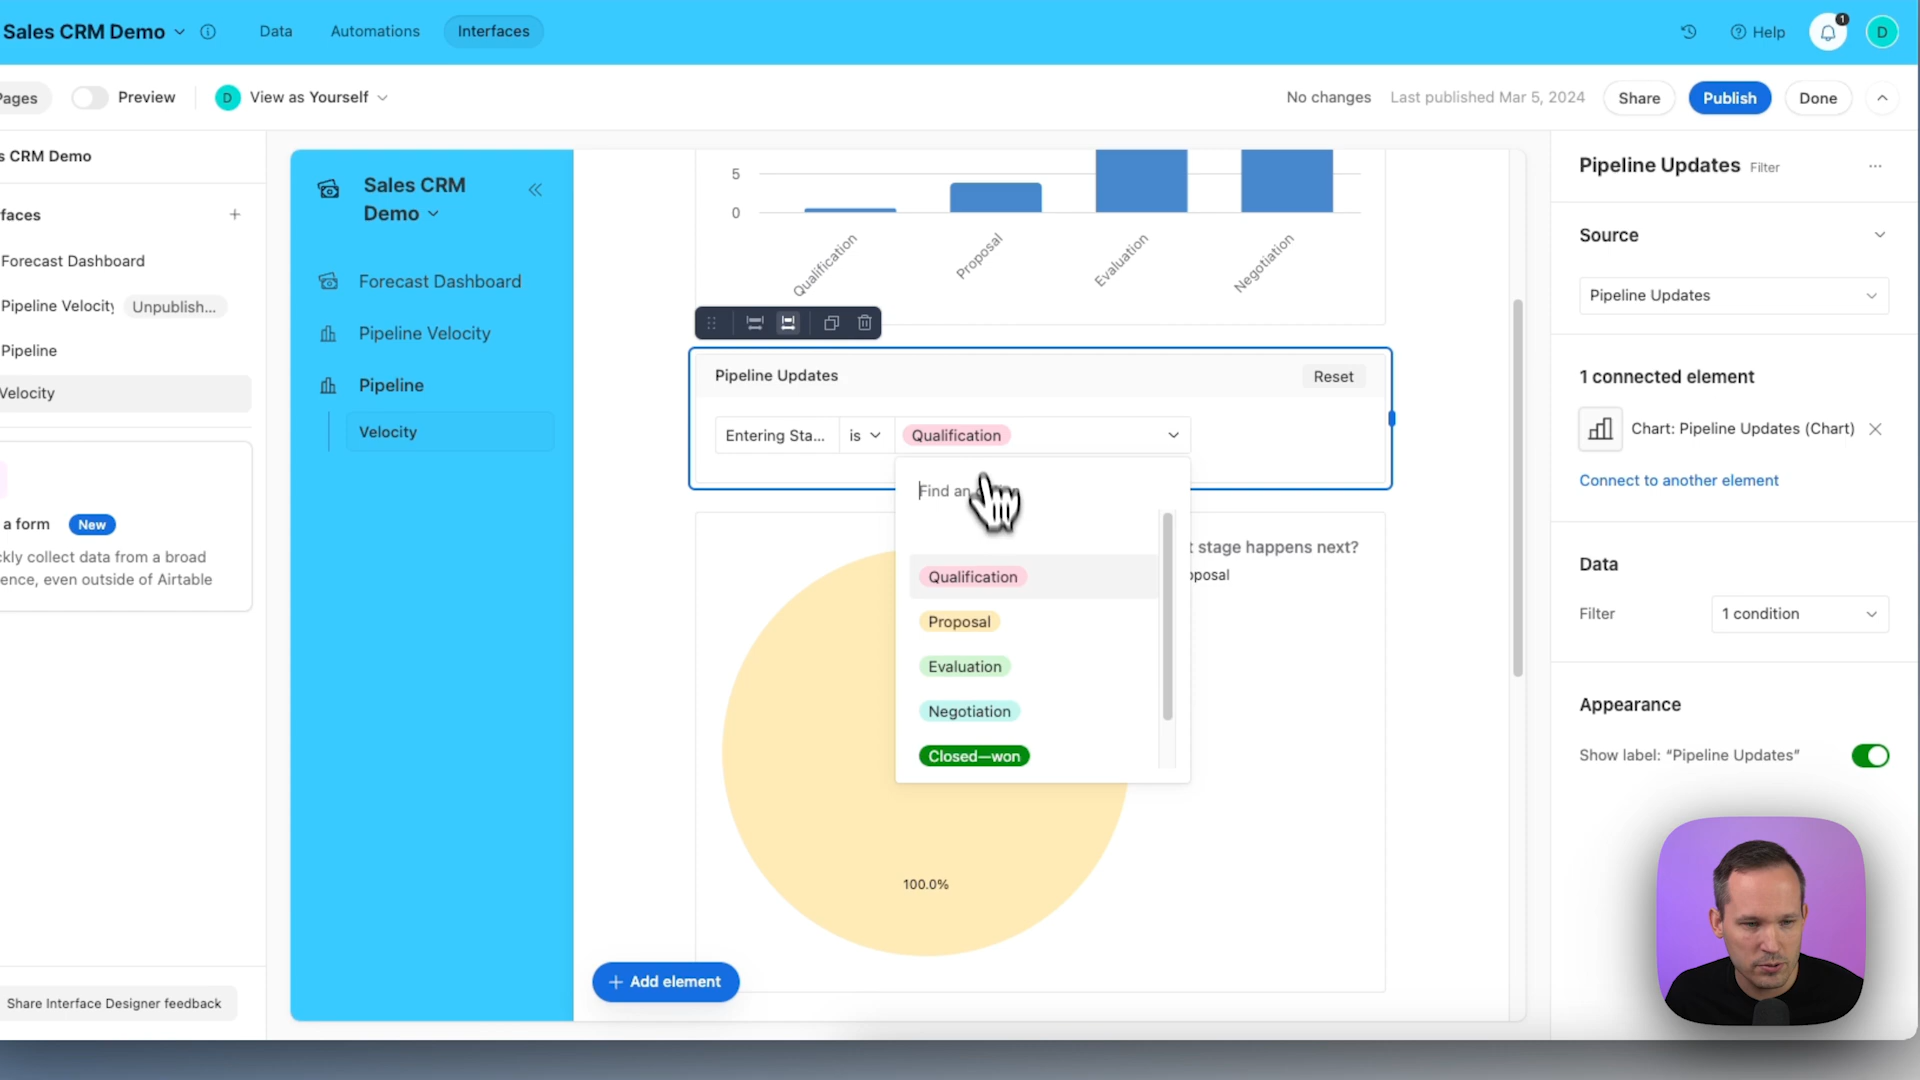 Sales CRM Demo
Data
Automations
Interfaces
Help
1
D
Pages
Preview
D
View as Yourself
No changes
Last published Mar 5, 2024
Share
Publish
Done
s CRM Demo
faces
Forecast Dashboard
Pipeline Velocity
Unpublish...
Pipeline
Velocity
a form
New
ckly collect data from a broad
ence, even outside of Airtable
Share Interface Designer feedback
Sales CRM
Demo
Forecast Dashboard
Pipeline Velocity
Pipeline
Velocity
5
0
Qualification
Proposal
Evaluation
Negotiation
Pipeline Updates
Reset
Entering Sta...
is
Qualification
Find an
Qualification
Proposal
Evaluation
Negotiation
Closed—won
t stage happens next?
oposal
100.0%
+ Add element
Pipeline Updates
Filter
Source
Pipeline Updates
1 connected element
Chart: Pipeline Updates (Chart)
Connect to another element
Data
Filter
1 condition
Appearance
Show label: “Pipeline Updates”